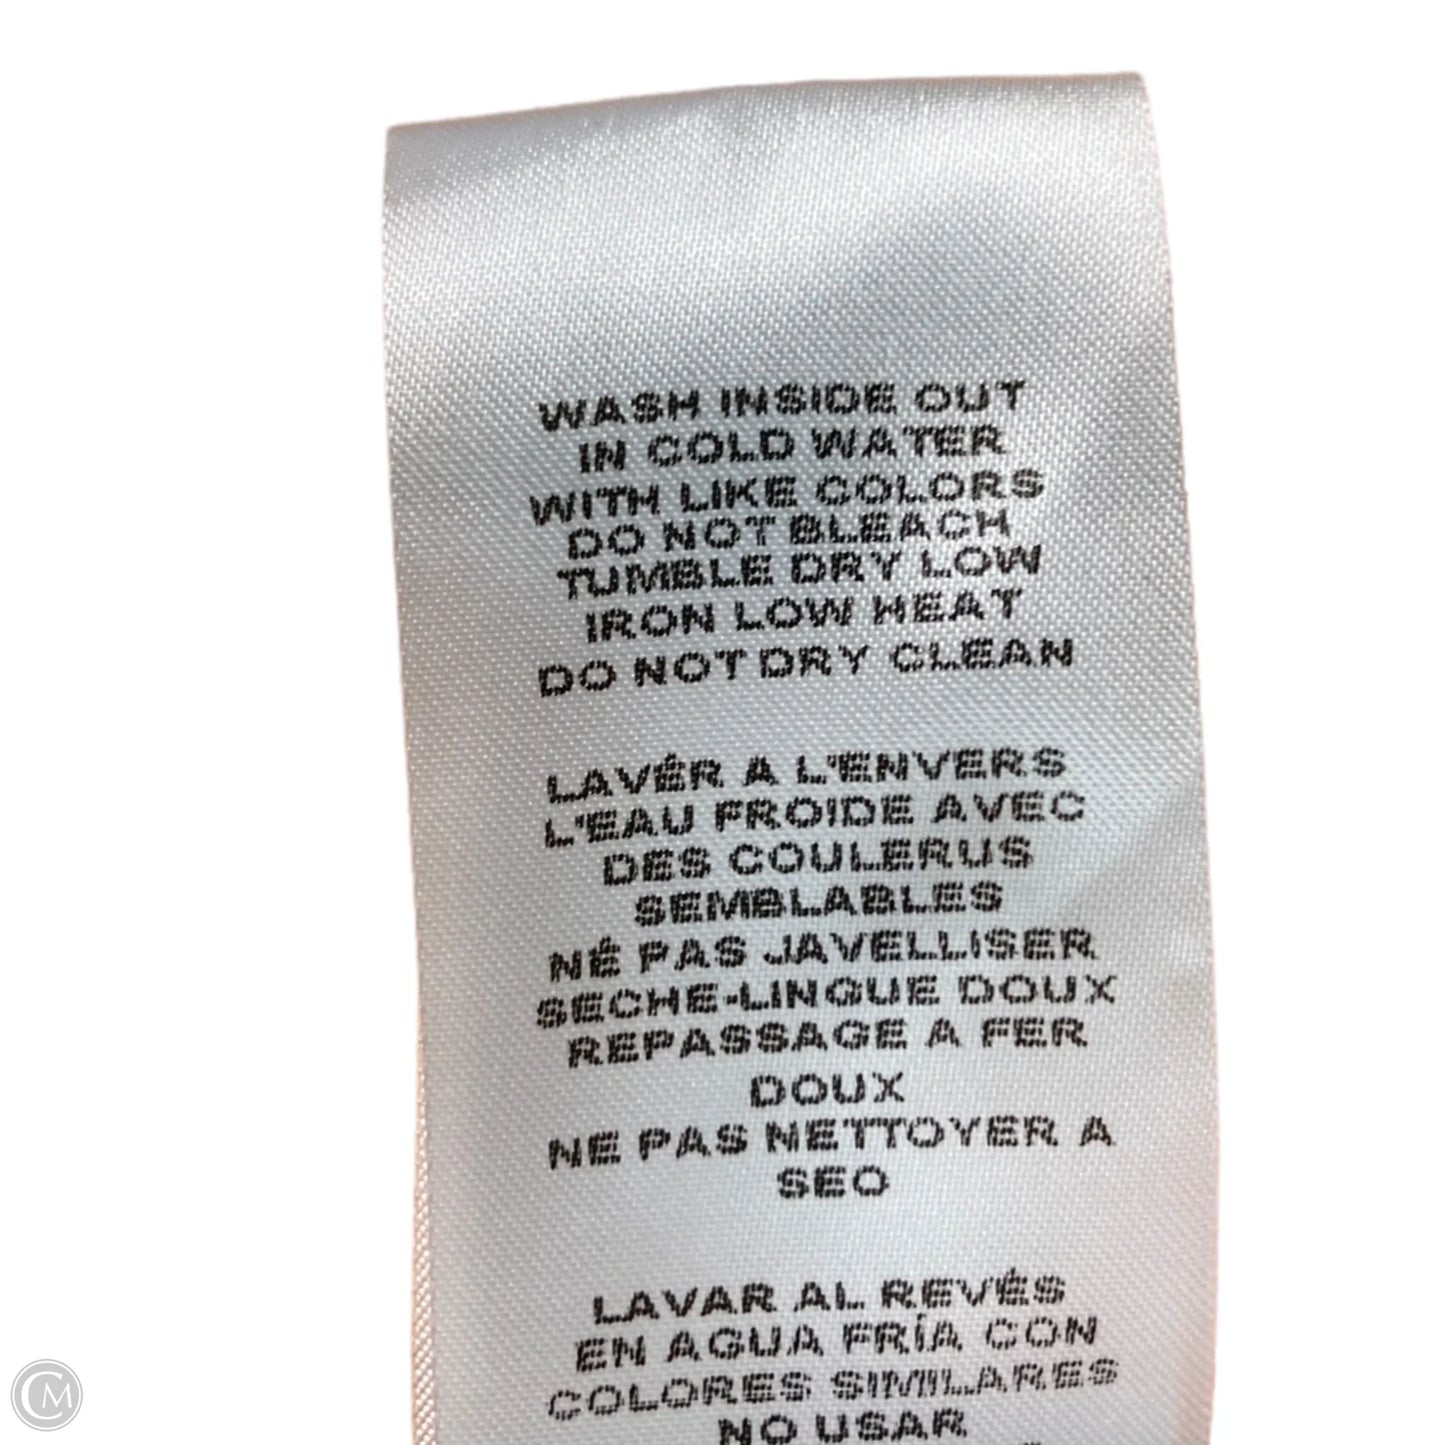 WASH INSIDE OUT
IN COLD WATER
WITH LIKE COLORS
DO NOT BLEACH
TUMBLE DRY LOW
IRON LOW HEAT
DO NOT DRY CLEAN
LAVÉR A L'ENVERS
L'EAU FROIDE AVEC
DES COULERUS
SEMBLABLES
NÉ PAS JAVELLISER
SECHE-LINGUE DOUX
REPASSAGE A FER
DOUX
NE PAS NETTOYER A
SEO
LAVAR AL REVÉS
EN AGUA FRÍA CON
COLORES SIMILARES
NO USAR
CM